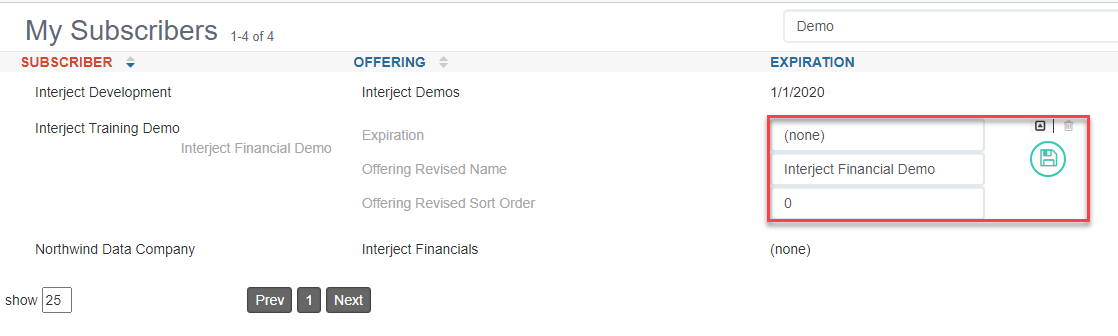 My Subscribers 1-4 of 4 Demo
SUBSCRIBER OFFERING EXPIRATION
Interject Development Interject Demos 1/1/2020
Interject Training Demo
Expiration (none)
Interject Financial Demo
Offering Revised Name Interject Financial Demo
Offering Revised Sort Order 0
Northwind Data Company Interject Financials (none)
show 25 Prev 1 Next